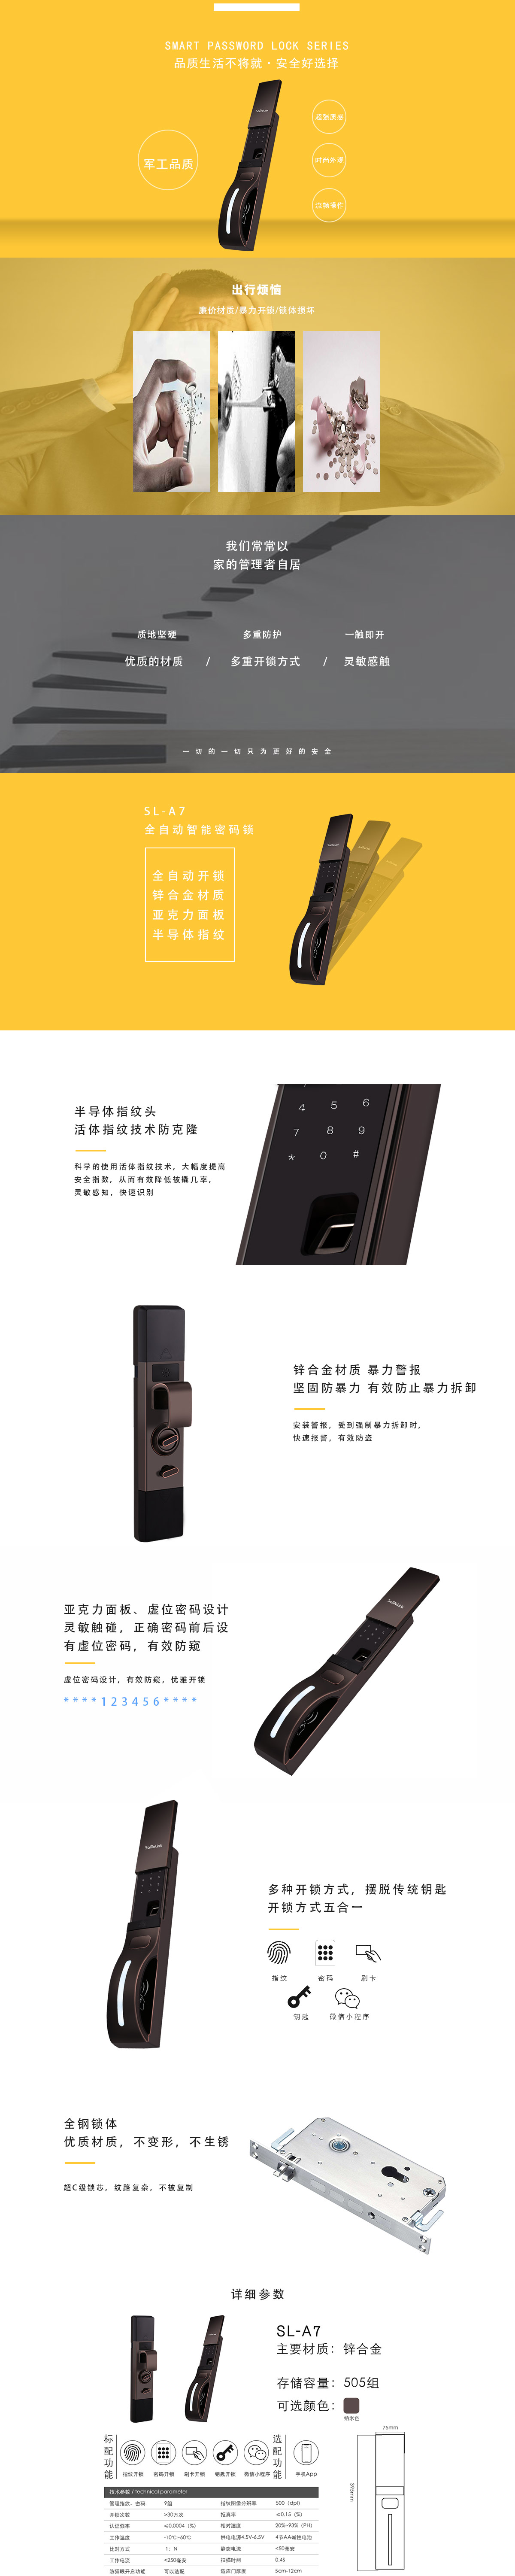 SMART PASSWORD LOCK SERIES
品质生活不将就·安全好选择
军工品质
超强画感
时尚外观
流畅操作
出行烦恼
廉价材质/暴力开锁/锁体损坏
我们常常以
家的管理者自居
质地坚硬
多重防护
一触即开
优质的材质 / 多重开锁方式 / 灵敏感触
一切的一切只为更好的安全
SL-A7
全自动智能密码锁
全自动开锁
锌合金材质
亚克力面板
半导体指纹
半导体指纹头
活体指纹技术防克隆
科学的使用活体指纹技术，大幅度提高
安全指数，从而有效降低被撬几率，
灵敏感知，快速识别
4 5 6
7 8 9
* 0 #
锌合金材质 暴力警报
坚固防暴力 有效防止暴力拆卸
安装警报，受到强制暴力拆卸时，
快速报警，有效防盗
亚克力面板、虚位密码设计
灵敏触碰，正确密码前后设
有虚位密码，有效防窥
虚位密码设计，有效防窥，优雅开锁
****123456****
多种开锁方式，摆脱传统钥匙
开锁方式五合一
指纹
密码
刷卡
钥匙
微信小程序
全钢锁体
优质材质，不变形，不生锈
超C级锁芯，纹路复杂，不被复制
详细参数
SL-A7
主要材质：锌合金
存储容量：505组
可选颜色：
标配功能
指纹开锁
密码开锁
刷卡开锁
钥匙开锁
微信小程序
选配功能
手机App
75mm
技术参数 / technical parameter
管理指纹、密码 9组 指纹图像分辨率 500（dpi）
开锁次数 >30万次 拒真率 ≤0.15（%）
认证假率 ≤0.0004（%） 相对湿度 20%~93%（PH）
工作温度 -10℃~60℃ 供电电源4.5V-6.5V 4节AA碱性电池
比对方式 1：N 静态电流 <50毫安
工作电流 <250毫安 扫描时间 0.4S
防猫眼开启功能 可以选配 适应门厚度 5cm-12cm